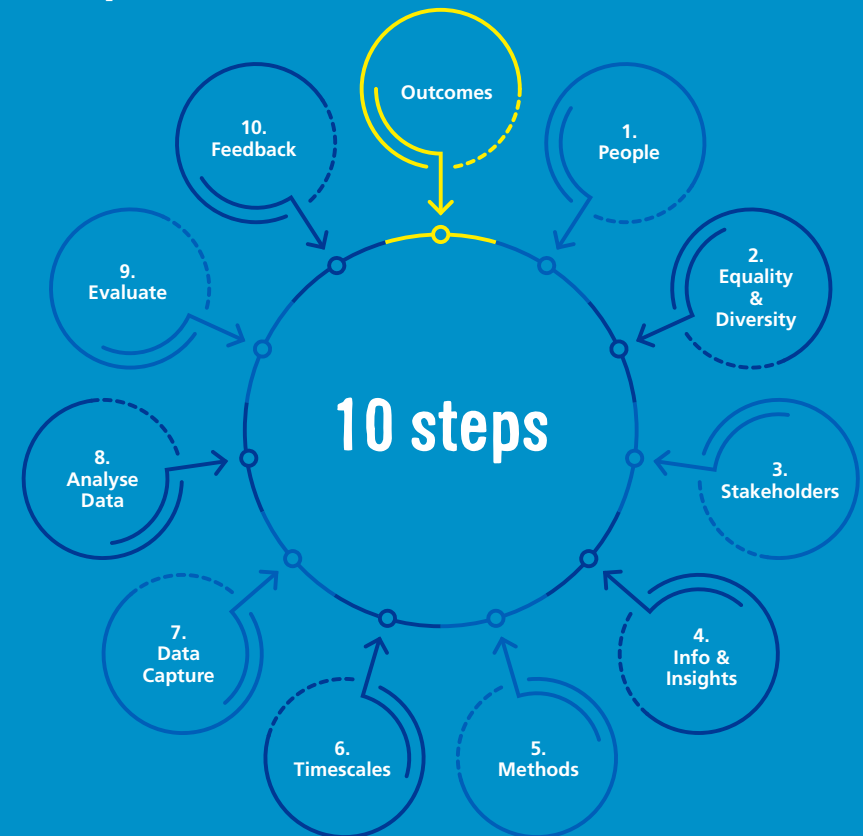 Outcomes
1.
People
2.
Equality
&
Diversity
3.
Stakeholders
4.
Info &
Insights
5.
Methods
6.
Timescales
7.
Data
Capture
8.
Analyse
Data
9.
Evaluate
10.
Feedback
10 steps